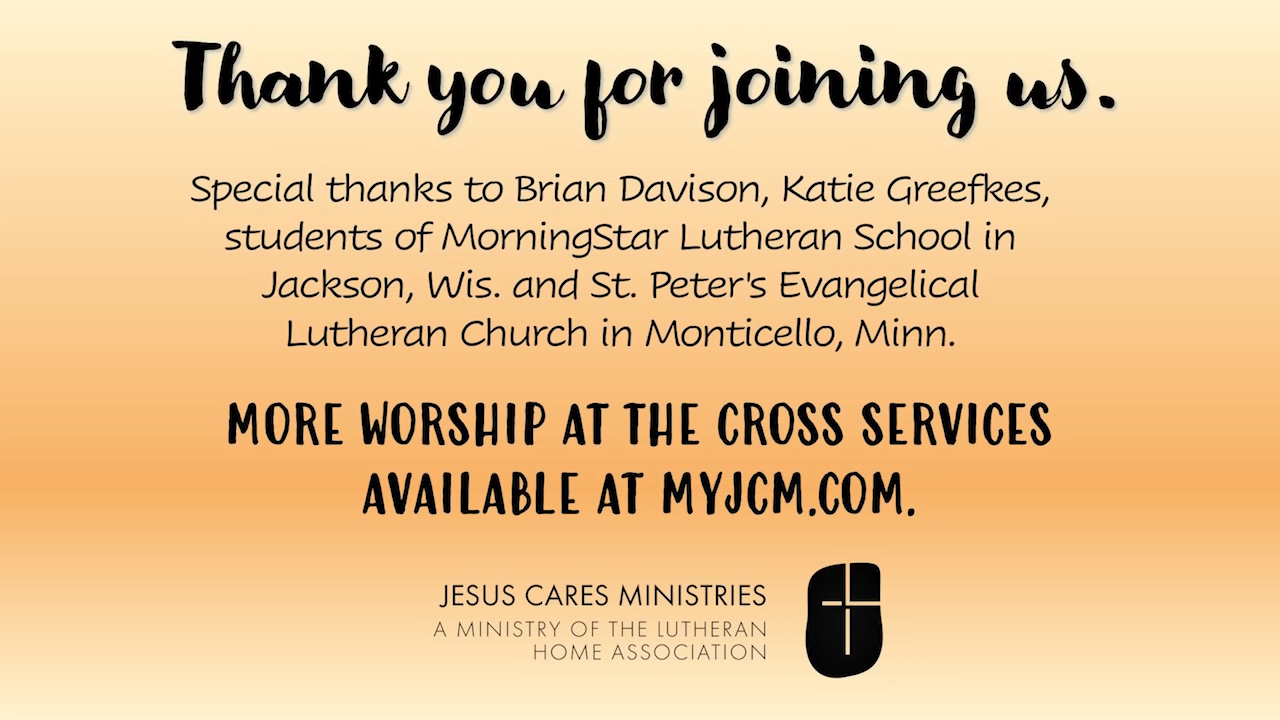 Thank you for joining us.
Special thanks to Brian Davison, Katie Greefkes,
students of MorningStar Lutheran School in
Jackson, Wis. and St. Peter's Evangelical
Lutheran Church in Monticello, Minn.
MORE WORSHIP AT THE CROSS SERVICES
AVAILABLE AT MYJCM.COM.
JESUS CARES MINISTRIES
A MINISTRY OF THE LUTHERAN
HOME ASSOCIATION